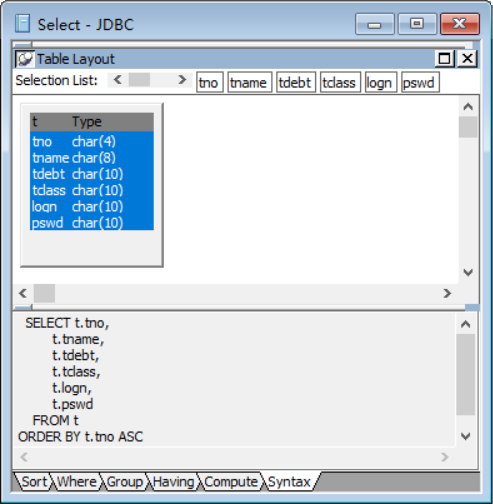 Select - JDBC
Table Layout
Selection List: tno tname tdebt tclass logn pswd
t Type
tno char(4)
tname char(8)
tdebt char(10)
tclass char(10)
logn char(10)
pswd char(10)
SELECT t.tno,
t.tname,
t.tdebt,
t.tclass,
t.logn,
t.pswd
FROM t
ORDER BY t.tno ASC
Sort Where Group Having Compute Syntax